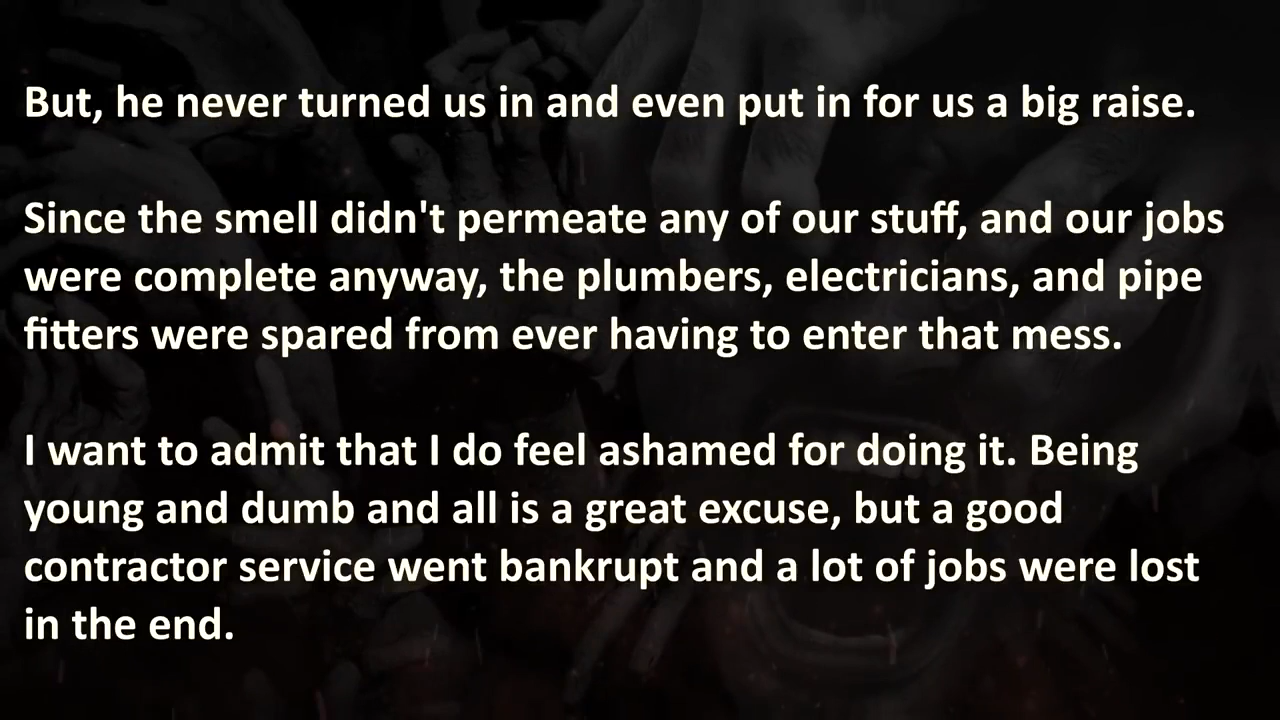 But, he never turned us in and even put in for us a big raise.
Since the smell didn't permeate any of our stuff, and our jobs
were complete anyway, the plumbers, electricians, and pipe
fitters were spared from ever having to enter that mess.
I want to admit that I do feel ashamed for doing it. Being
young and dumb and all is a great excuse, but a good
contractor service went bankrupt and a lot of jobs were lost
in the end.